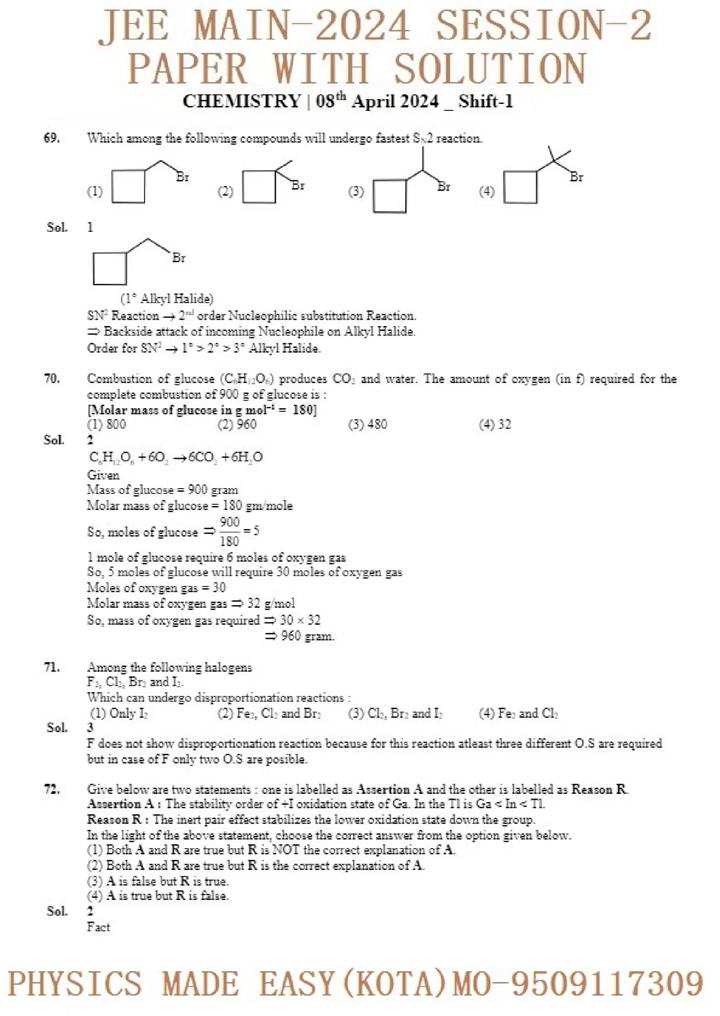 JEE MAIN-2024 SESSION-2
PAPER WITH SOLUTION
CHEMISTRY | 08th April 2024 _ Shift-1
69. Which among the following compounds will undergo fastest SN2 reaction.
(1) Br (2) Br (3) Br (4) Br
Sol. 1
Br
(1° Alkyl Halide)
SN² Reaction → 2nd order Nucleophilic substitution Reaction.
⇒ Backside attack of incoming Nucleophile on Alkyl Halide.
Order for SN² → 1° > 2° > 3° Alkyl Halide.
70. Combustion of glucose (C₆H₁₂O₆) produces CO₂ and water. The amount of oxygen (in f) required for the
complete combustion of 900 g of glucose is :
[Molar mass of glucose in g mol⁻¹ = 180]
(1) 800 (2) 960 (3) 480 (4) 32
Sol. 2
C₆H₁₂O₆ + 6O₂ → 6CO₂ + 6H₂O
Given
Mass of glucose = 900 gram
Molar mass of glucose = 180 gm/mole
So, moles of glucose ⇒ 900/180 = 5
1 mole of glucose require 6 moles of oxygen gas
So, 5 moles of glucose will require 30 moles of oxygen gas
Moles of oxygen gas = 30
Molar mass of oxygen gas ⇒ 32 g/mol
So, mass of oxygen gas required ⇒ 30 × 32
⇒ 960 gram.
71. Among the following halogens
F₂, Cl₂, Br₂ and I₂.
Which can undergo disproportionation reactions :
(1) Only I₂ (2) Fe₂, Cl₂ and Br₂ (3) Cl₂, Br₂ and I₂ (4) Fe₂ and Cl₂
Sol. 3
F does not show disproportionation reaction because for this reaction atleast three different O.S are required
but in case of F only two O.S are posible.
72. Give below are two statements : one is labelled as Assertion A and the other is labelled as Reason R.
Assertion A : The stability order of +I oxidation state of Ga. In the Tl is Ga < In < Tl.
Reason R : The inert pair effect stabilizes the lower oxidation state down the group.
In the light of the above statement, choose the correct answer from the option given below.
(1) Both A and R are true but R is NOT the correct explanation of A.
(2) Both A and R are true but R is the correct explanation of A.
(3) A is false but R is true.
(4) A is true but R is false.
Sol. 2
Fact
PHYSICS MADE EASY(KOTA)MO-9509117309